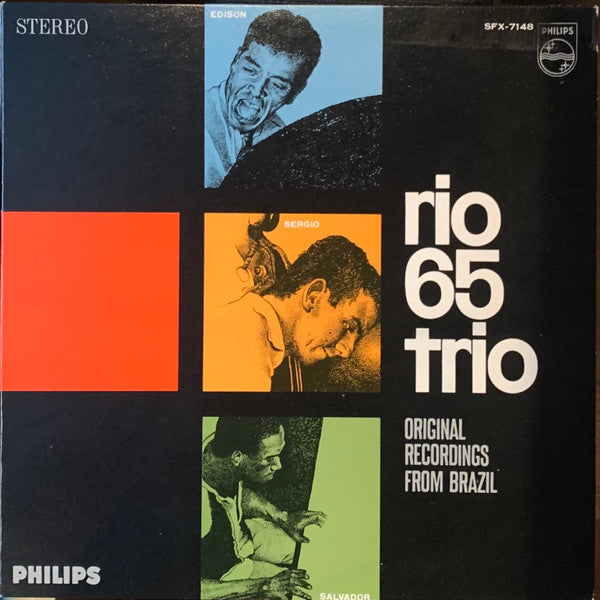 STEREO
EDISON
SFX-7148
PHILIPS
SERGIO
rio
65
trio
ORIGINAL
RECORDINGS
FROM BRAZIL
PHILIPS
SALVADOR